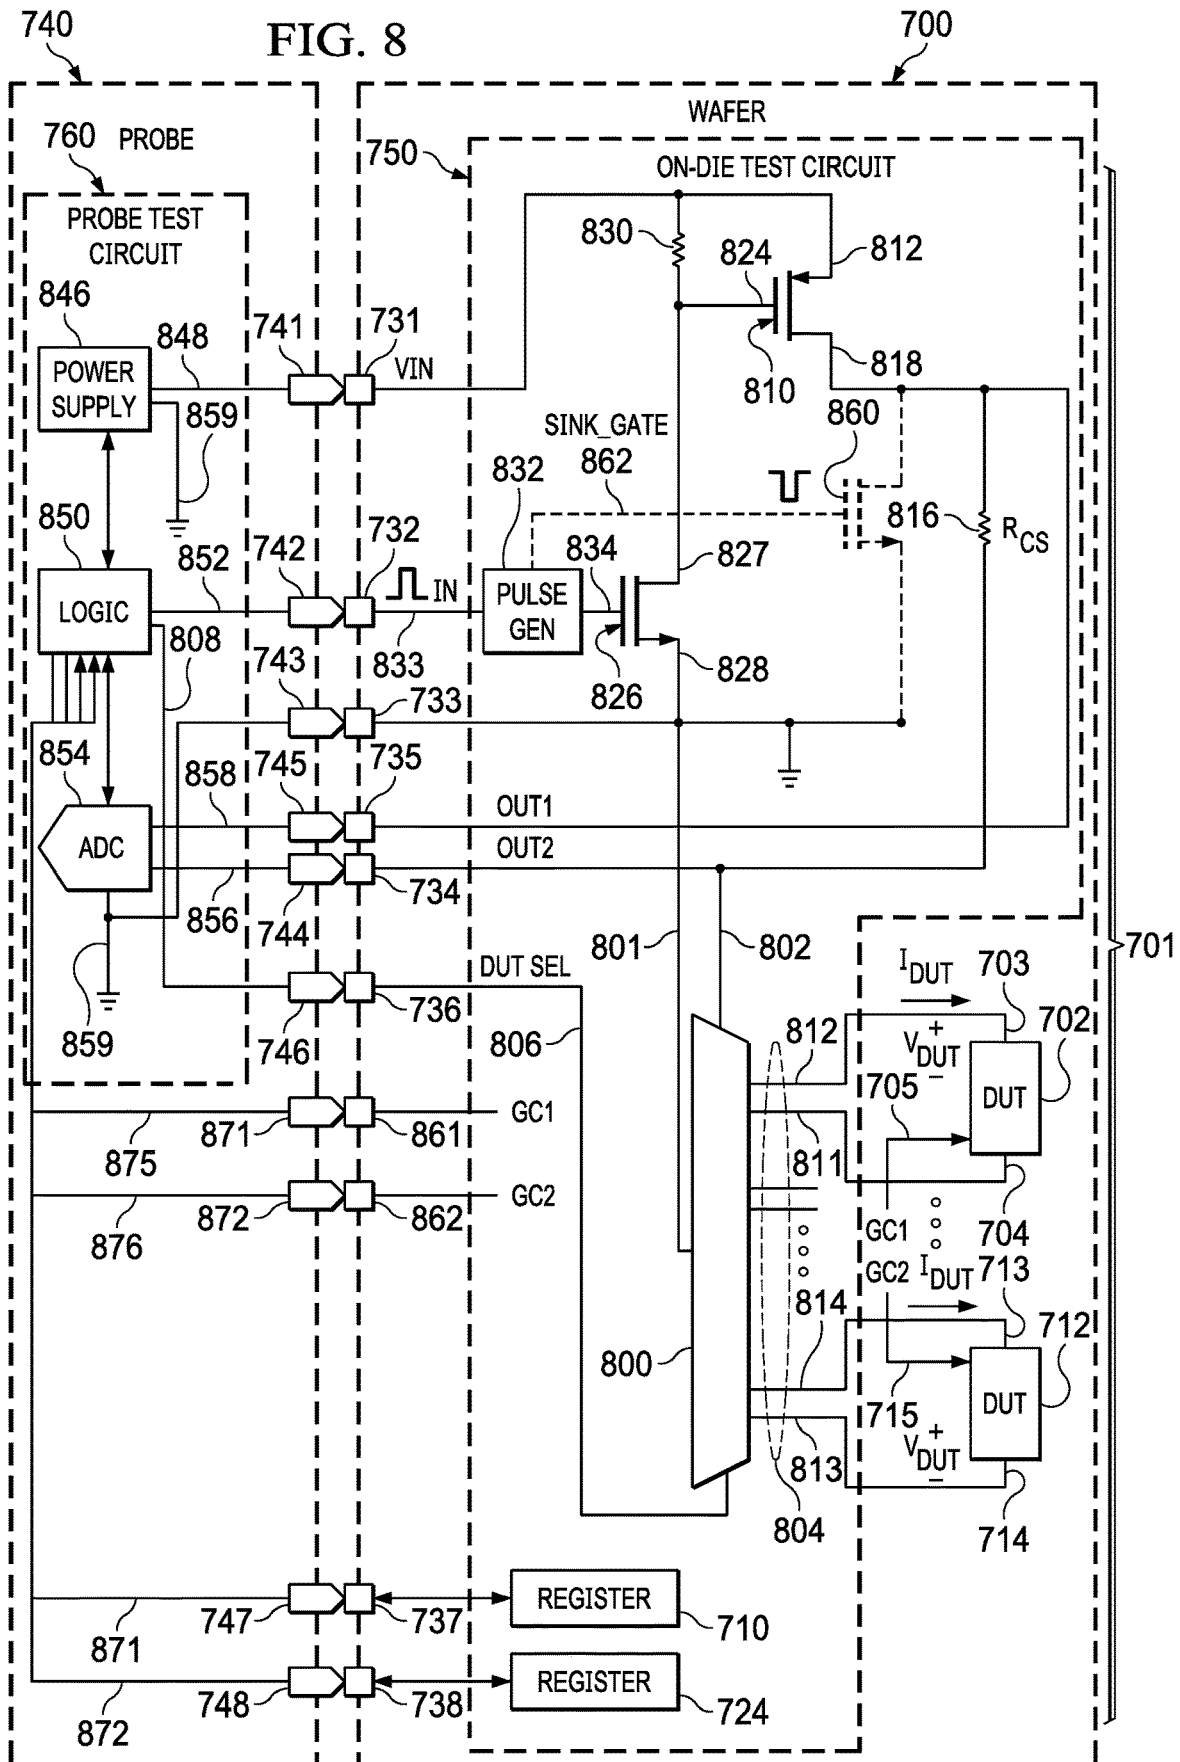 740
FIG. 8
700
WAFER
760
PROBE
750
ON-DIE TEST CIRCUIT
PROBE TEST
CIRCUIT
830
812
824
846
848
741
731
VIN
818
POWER
SUPPLY
810
859
SINK_GATE
862
860
832
816
RCS
850
852
742
732
IN
834
827
LOGIC
PULSE
GEN
808
833
826
828
743
733
854
858
745
735
OUT1
ADC
OUT2
734
856
744
801
802
701
DUT SEL
IDUT
703
859
746
736
806
812
VDUT
+
-
702
705
DUT
GC1
875
871
861
811
GC2
876
872
862
GC1
704
GC2
IDUT
713
814
712
800
715
DUT
VDUT
+
-
813
804
714
REGISTER
871
747
737
710
REGISTER
872
748
738
724